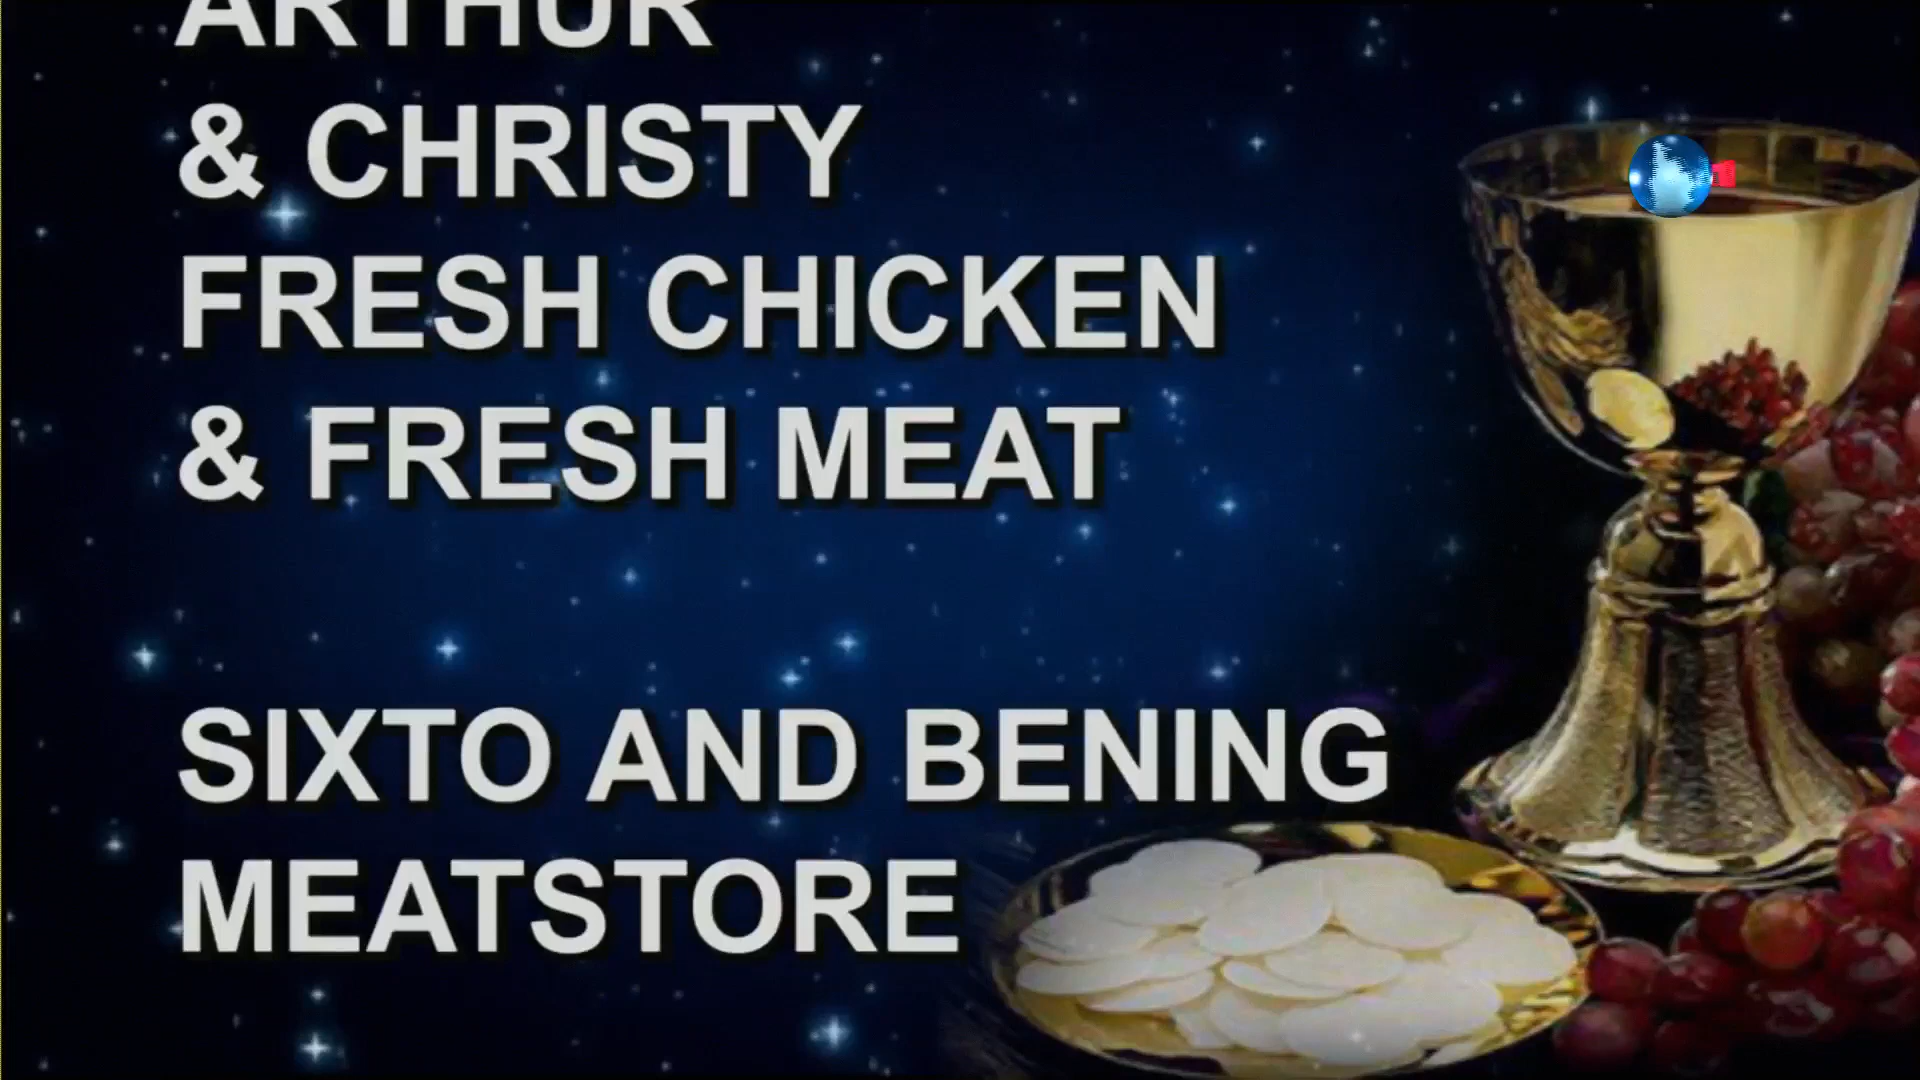 ARTHUR
& CHRISTY
FRESH CHICKEN
& FRESH MEAT
SIXTO AND BENING
MEATSTORE